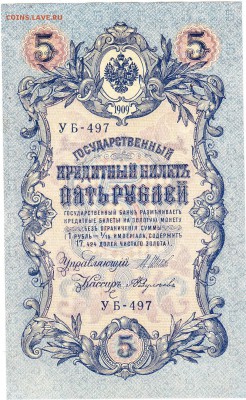 COINS.LAVE.RU
5 5
1909
УБ-497
ГОСУДАРСТВЕННЫЙ
КРЕДИТНЫЙ БИЛЕТЪ
ПЯТЬ РУБЛЕЙ
ГОСУДАРСТВЕННЫЙ БАНКЪ РАЗМѢНИВАЕТЪ
КРЕДИТНЫЕ БИЛЕТЫ НА ЗОЛОТУЮ МОНЕТУ
БЕЗЪ ОГРАНИЧЕНІЯ СУММЫ
(1 РУБЛЬ = 1/15 ИМПЕРІАЛА, СОДЕРЖИТЪ
17,424 ДОЛЕЙ ЧИСТАГО ЗОЛОТА).
Управляющій
Кассиръ
УБ-497
5